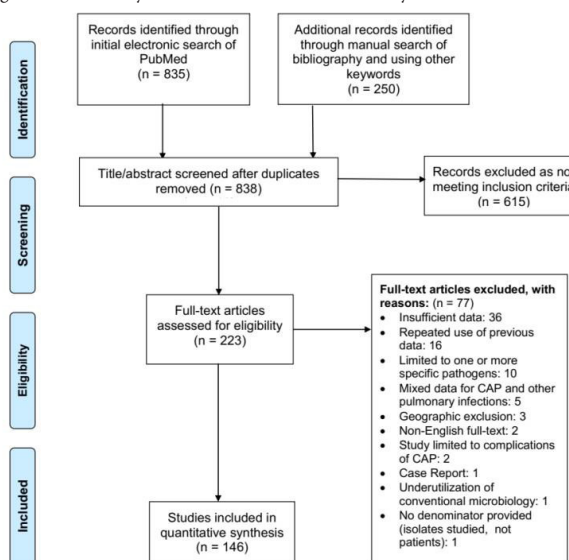 Identification
Records identified through
initial electronic search of
PubMed
(n = 835)
Additional records identified
through manual search of
bibliography and using other
keywords
(n = 250)
Screening
Title/abstract screened after duplicates
removed (n = 838)
Records excluded as
meeting inclusion
(n = 615)
Eligibility
Full-text articles
assessed for eligibility
(n = 223)
Full-text articles excluded, with
reasons: (n = 77)
• Insufficient data: 36
• Repeated use of previous
data: 16
• Limited to one or more
specific pathogens: 10
• Mixed data for CAP and other
pulmonary infections: 5
• Geographic exclusion: 3
• Non-English full-text: 2
• Study limited to complications
of CAP: 2
• Case Report: 1
• Underutilization of
conventional microbiology: 1
• No denominator provided
(isolates studied, not
patients): 1
Included
Studies included in
quantitative synthesis
(n = 146)